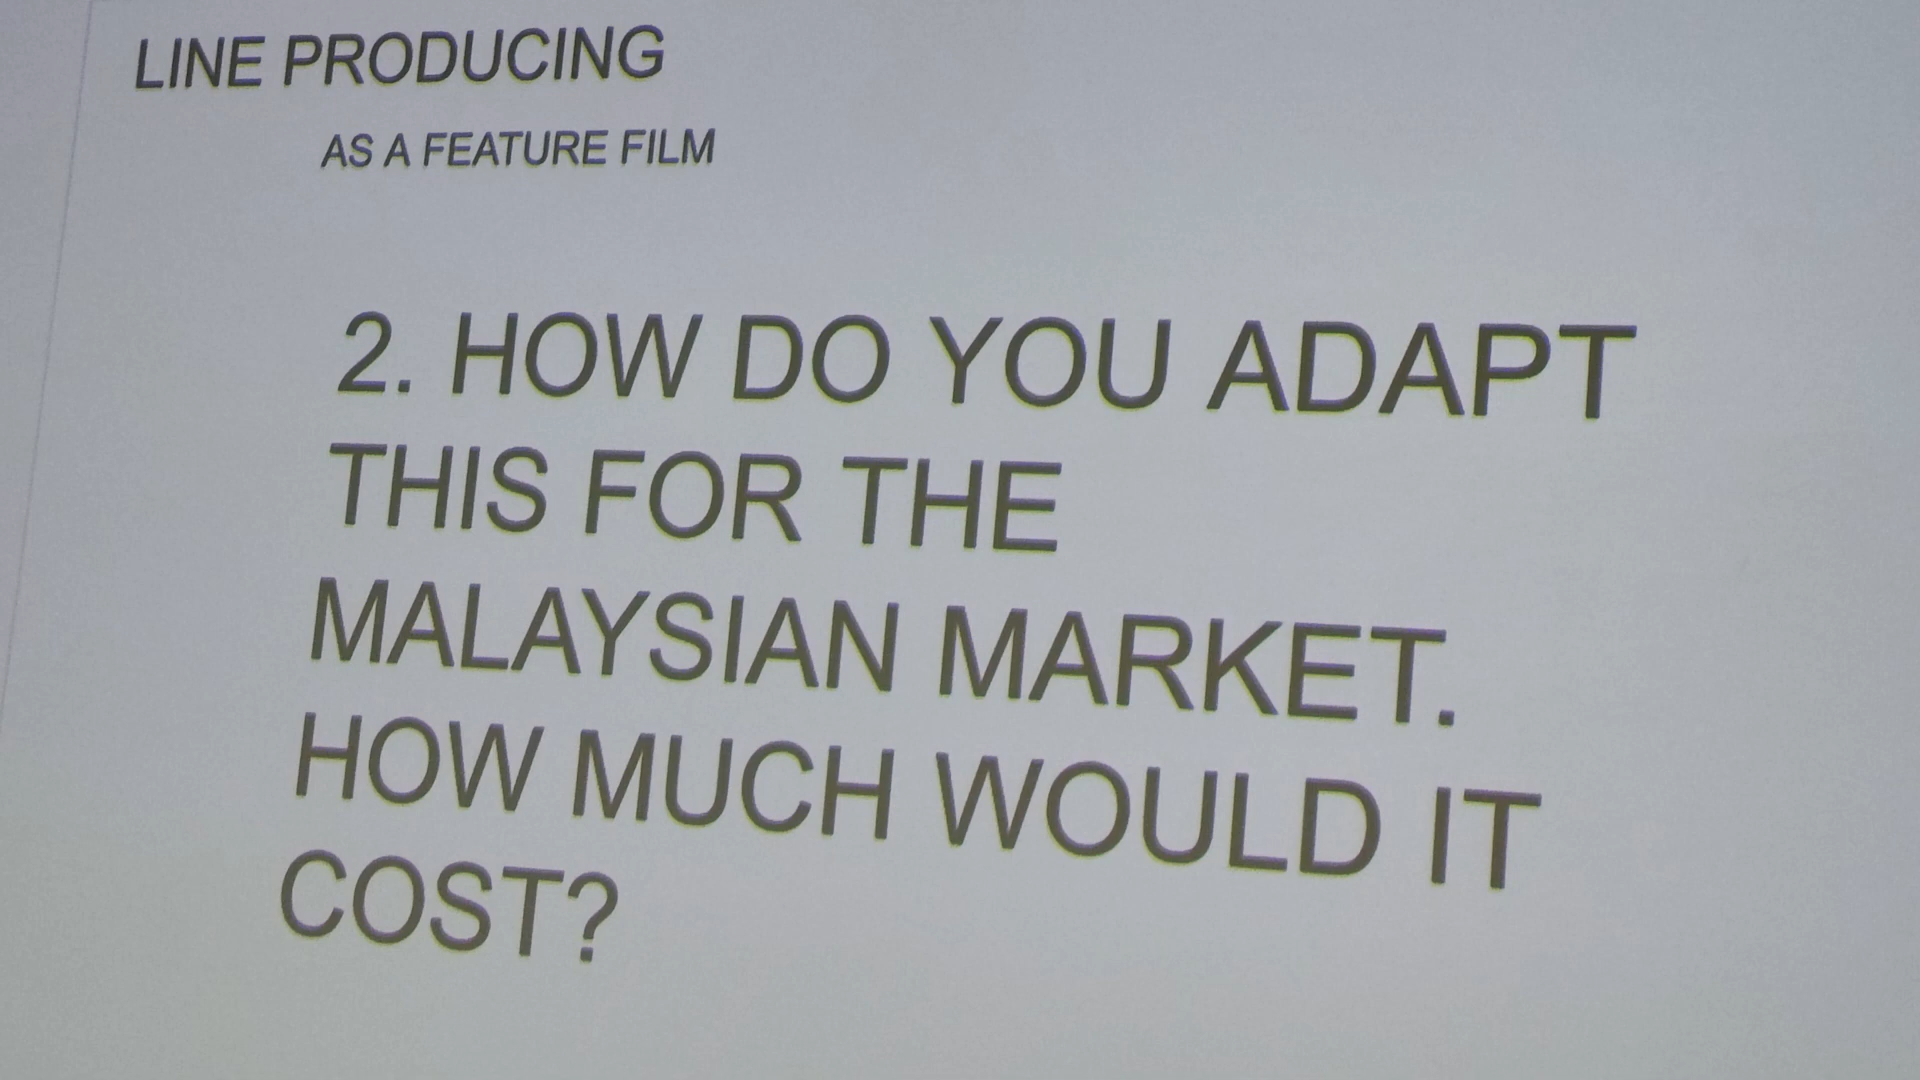 LINE PRODUCING
AS A FEATURE FILM
2. HOW DO YOU ADAPT
THIS FOR THE
MALAYSIAN MARKET.
HOW MUCH WOULD IT
COST?